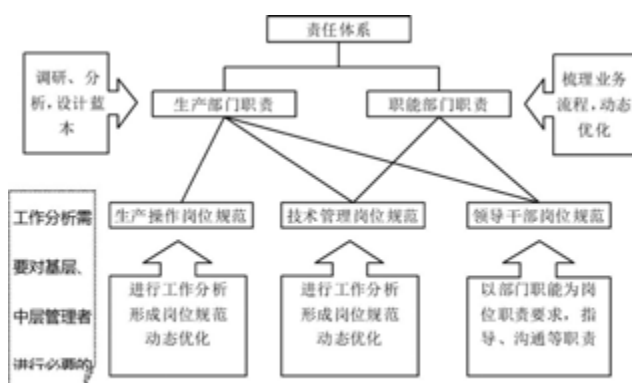 责任体系
调研、分
析,设计蓝
本
生产部门职责
职能部门职责
梳理业务
流程,动态
优化
工作分析需
要对基层、
中层管理者
进行必要的
生产操作岗位规范
技术管理岗位规范
领导干部岗位规范
进行工作分析
形成岗位规范
动态优化
进行工作分析
形成岗位规范
动态优化
以部门职能为岗
位职责要求，指
导、沟通等职责